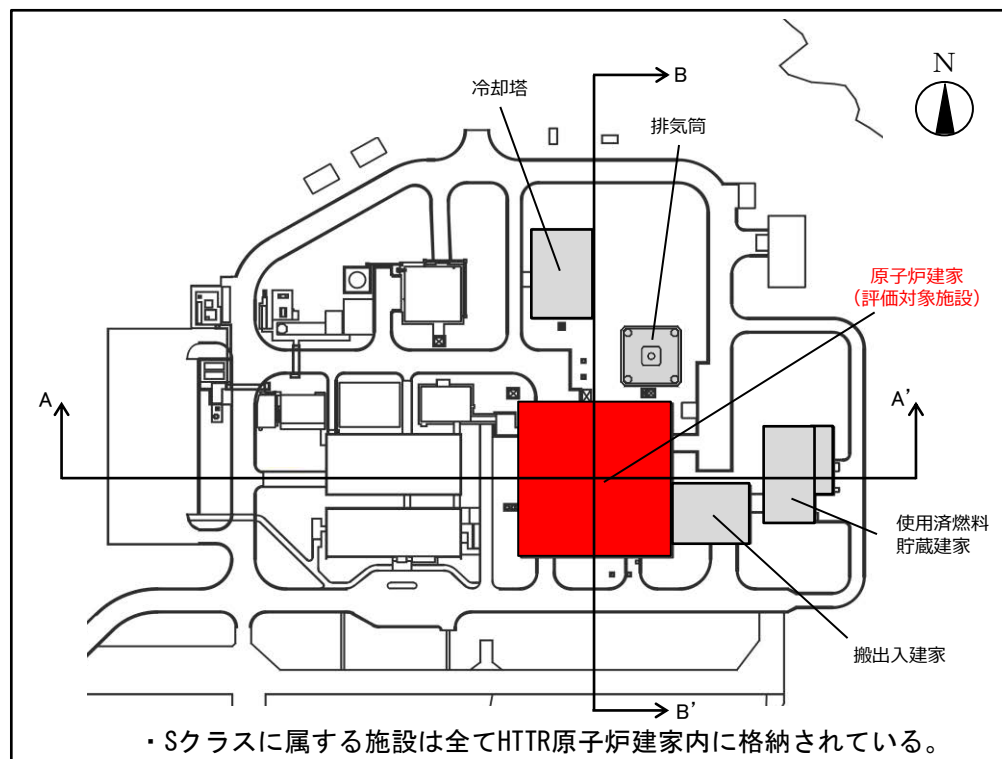 B
N
冷却塔
排気筒
原子炉建家
(評価対象施設)
A
A'
使用済燃料
貯蔵建家
搬出入建家
B'
・Sクラスに属する施設は全てHTTR原子炉建家内に格納されている。